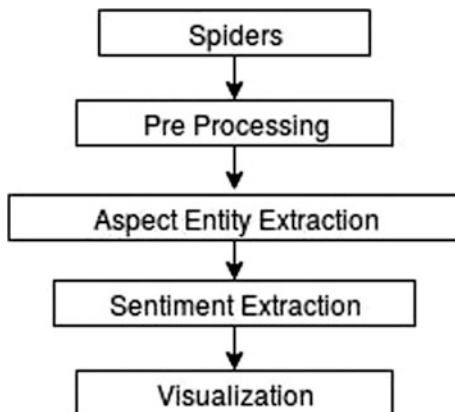 Spiders
Pre Processing
Aspect Entity Extraction
Sentiment Extraction
Visualization